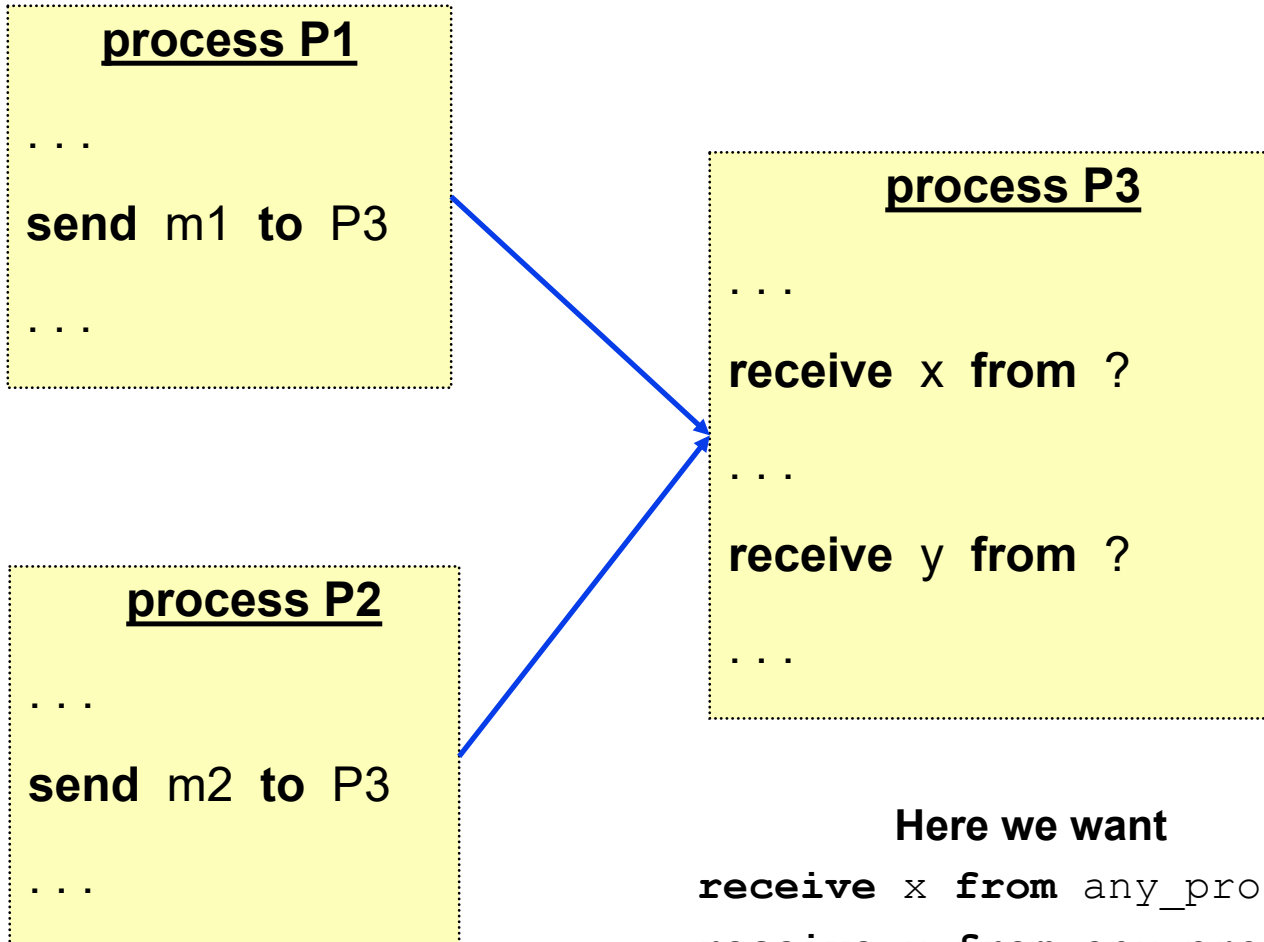 process P1
. . .
send m1 to P3
. . .
process P3
. . .
receive x from ?
. . .
receive y from ?
. . .
process P2
. . .
send m2 to P3
. . .
Here we want
receive x from any_pro